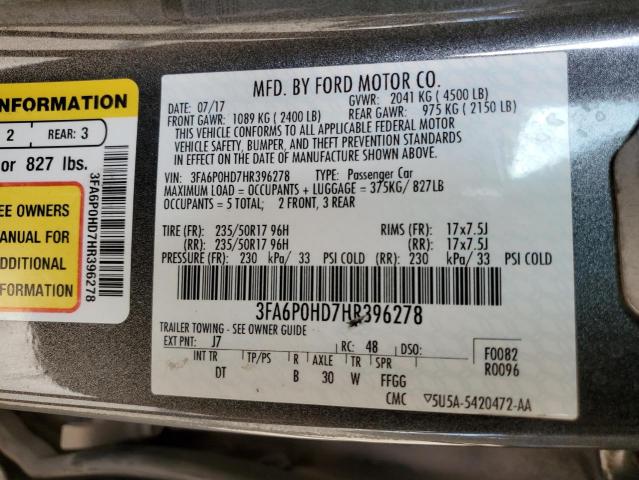 INFORMATION
2 REAR: 3
or 827 lbs.
SEE OWNERS
MANUAL FOR
ADDITIONAL
INFORMATION
3FA6P0HD7HR396278
MFD. BY FORD MOTOR CO.
DATE: 07/17 GVWR: 2041 KG ( 4500 LB)
FRONT GAWR: 1089 KG ( 2400 LB) REAR GAWR: 975 KG ( 2150 LB)
THIS VEHICLE CONFORMS TO ALL APPLICABLE FEDERAL MOTOR
VEHICLE SAFETY, BUMPER, AND THEFT PREVENTION STANDARDS
IN EFFECT ON THE DATE OF MANUFACTURE SHOWN ABOVE.
VIN: 3FA6P0HD7HR396278 TYPE: Passenger Car
MAXIMUM LOAD = OCCUPANTS + LUGGAGE = 375KG/ 827LB
OCCUPANTS = 5 TOTAL; 2 FRONT, 3 REAR
TIRE (FR): 235/50R17 96H RIMS (FR): 17x7.5J
(RR): 235/50R17 96H (RR): 17x7.5J
PRESSURE (FR): 230 kPa/ 33 PSI COLD (RR): 230 kPa/ 33 PSI COLD
3FA6P0HD7HR396278
TRAILER TOWING - SEE OWNER GUIDE
EXT PNT: J7 RC: 48 DSO: F0082
R0096
INT TR TP/PS R AXLE TR SPR
DT B 30 W FFGG
CMC ▽5U5A-5420472-AA